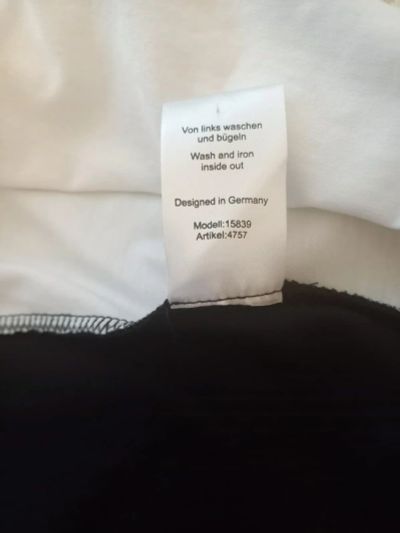 Von links waschen
und bügeln
Wash and iron
inside out
Designed in Germany
Modell:15839
Artikel:4757